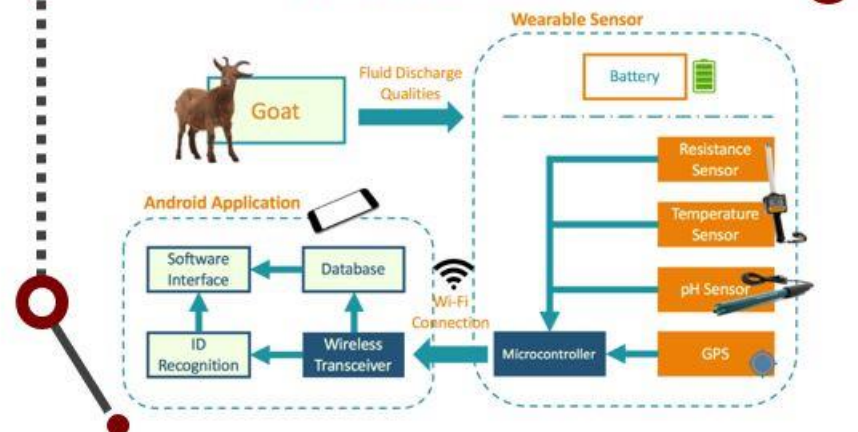 Wearable Sensor
Fluid Discharge
Qualities
Battery
Goat
Resistance
Sensor
Android Application
Temperature
Sensor
Software
Interface
Database
pH Sensor
Wi-Fi
Connection
ID
Recognition
Wireless
Transceiver
Microcontroller
GPS